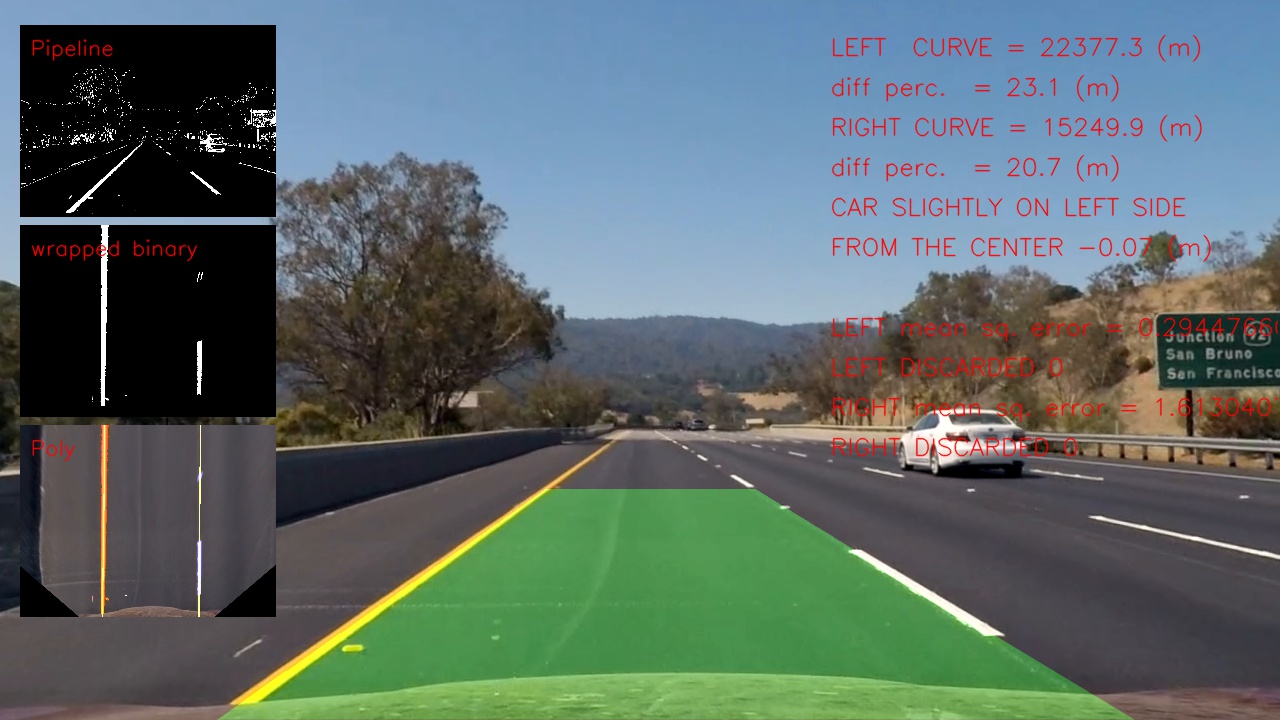 Pipeline
wrapped binary
Poly
LEFT CURVE = 22377.3 (m)
diff perc. = 23.1 (m)
RIGHT CURVE = 15249.9 (m)
diff perc. = 20.7 (m)
CAR SLIGHTLY ON LEFT SIDE
FROM THE CENTER -0.07 (m)
LEFT mean sq. error = 0.2944766
LEFT DISCARDED 0
RIGHT mean sq. error = 1.613040
RIGHT DISCARDED 0
Junction 92
San Bruno
San Francisco